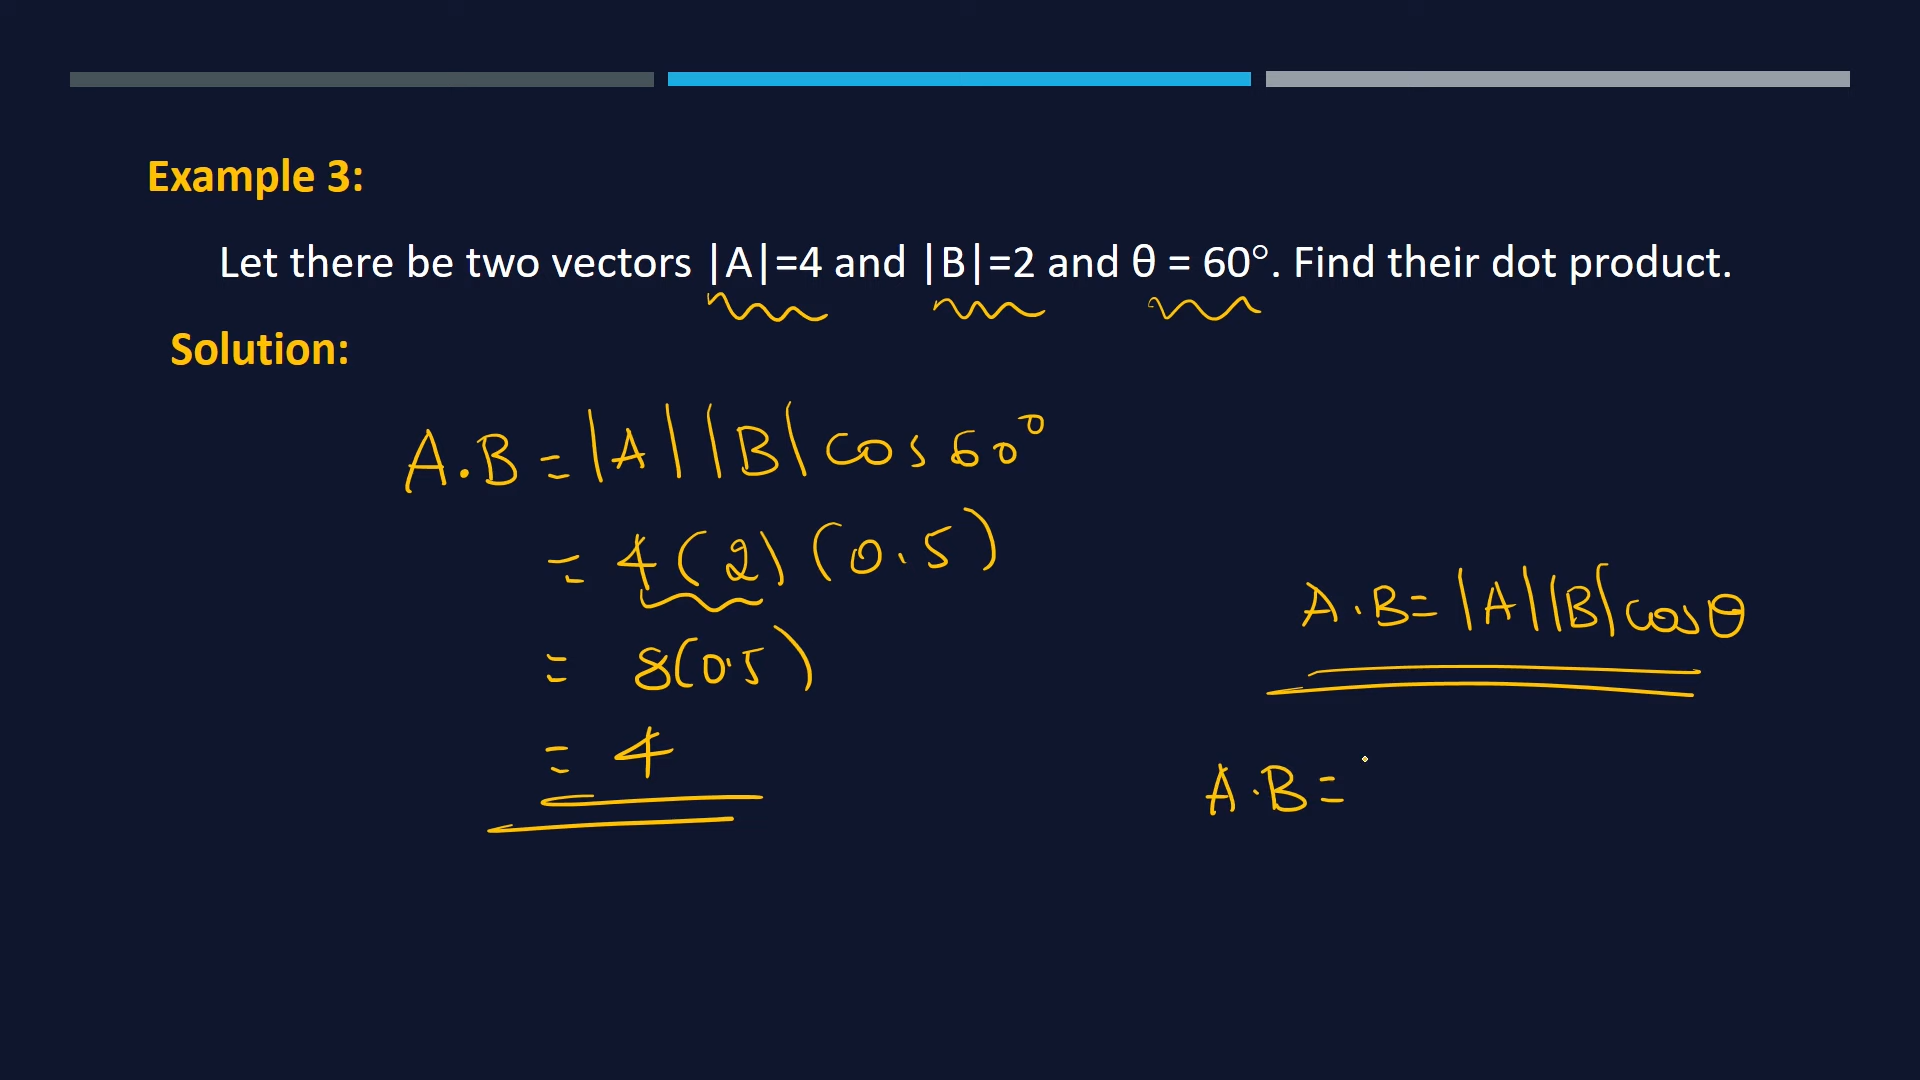 Example 3:
Let there be two vectors |A|=4 and |B|=2 and θ = 60°. Find their dot product.
Solution:
A.B = |A| |B| cos 60°
= 4 (2) (0.5)
= 8(0.5)
= 4
A.B = |A| |B| cos θ
A.B =